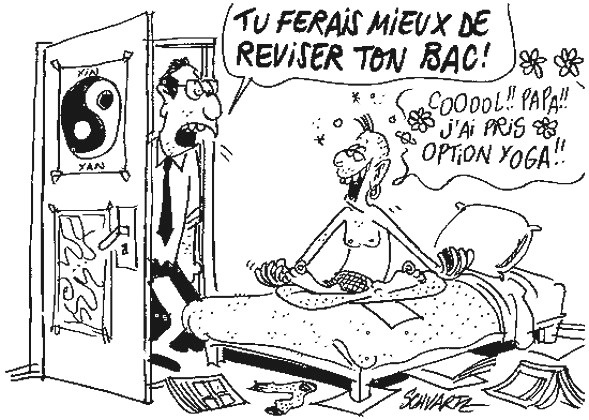 TU FERAIS MIEUX DE
REVISER TON BAC!
COOOOL!! PAPA!!
J'AI PRIS
OPTION YOGA!!
YIN
YAN
SCHVARTZ